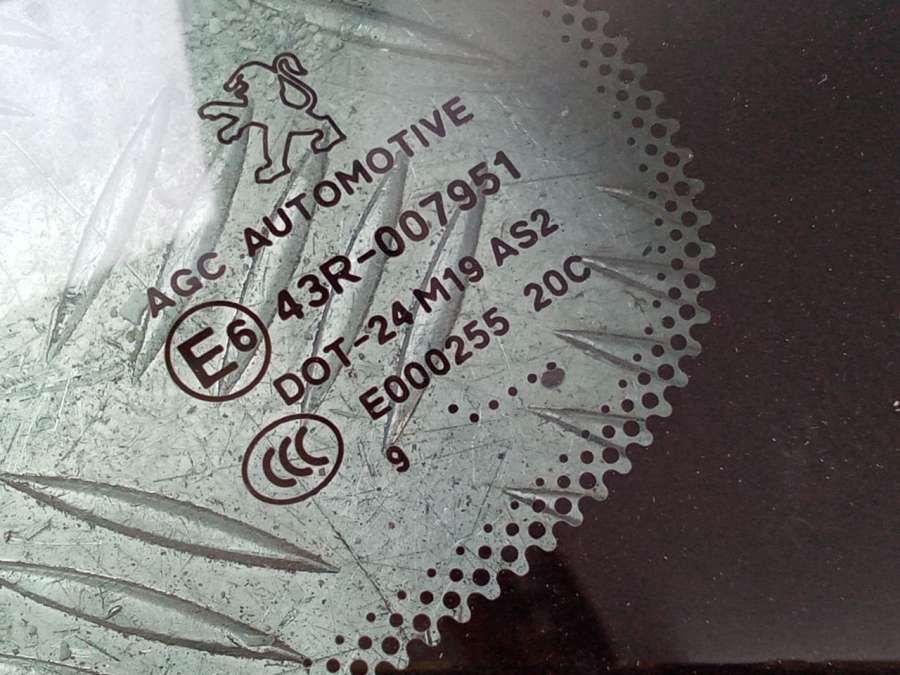 AGC AUTOMOTIVE
E6 43R-007951
DOT-24 M19 AS2
CCC E000255 20C
9